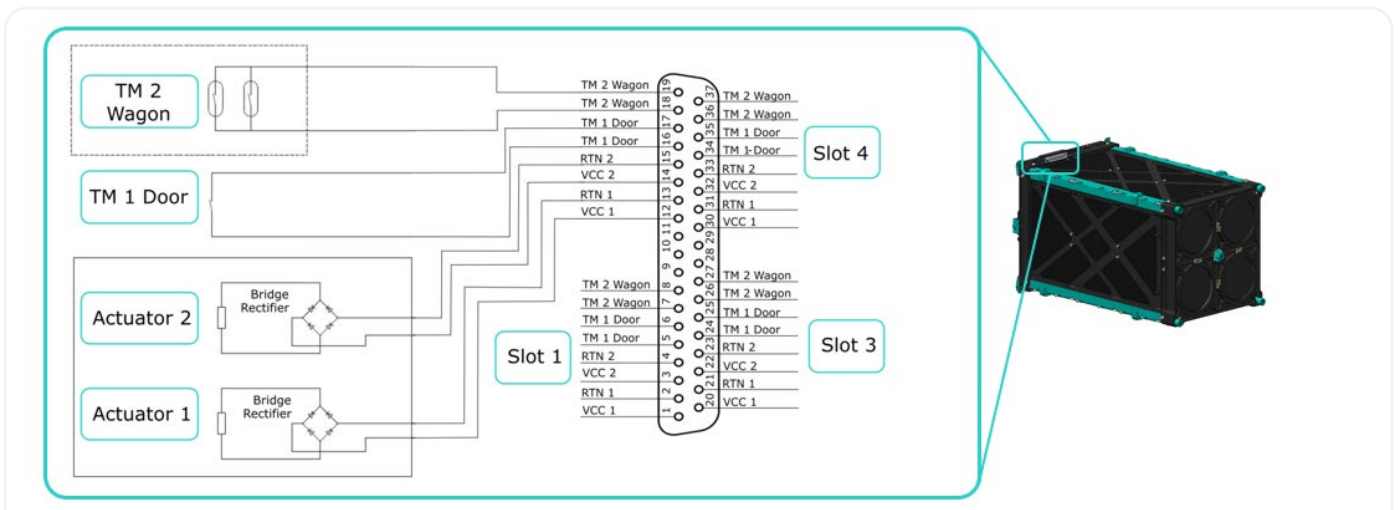 TM 2
Wagon
TM 1 Door
Actuator 2
Bridge
Rectifier
Actuator 1
Bridge
Rectifier
TM 2 Wagon
TM 2 Wagon
TM 1 Door
TM 1 Door
RTN 2
VCC 2
RTN 1
VCC 1
TM 2 Wagon
TM 2 Wagon
TM 1 Door
TM 1 Door
RTN 2
VCC 2
RTN 1
VCC 1
Slot 1
19
18
17
16
15
14
13
12
11
10
9
8
7
6
5
4
3
2
1
37
36
35
34
33
32
31
30
29
28
27
26
25
24
23
22
21
20
TM 2 Wagon
TM 2 Wagon
TM 1 Door
TM 1-Door
RTN 2
VCC 2
RTN 1
VCC 1
Slot 4
TM 2 Wagon
TM 2 Wagon
TM 1 Door
TM 1 Door
RTN 2
VCC 2
RTN 1
VCC 1
Slot 3